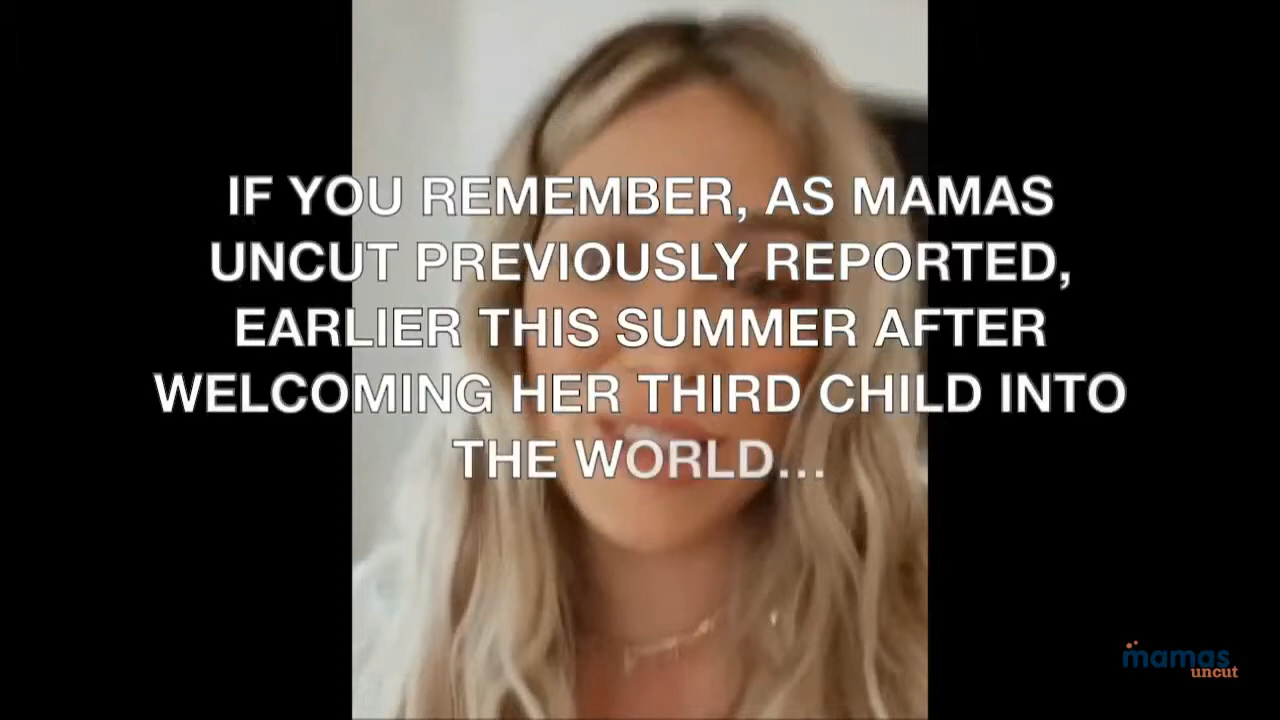 IF YOU REMEMBER, AS MAMAS
UNCUT PREVIOUSLY REPORTED,
EARLIER THIS SUMMER AFTER
WELCOMING HER THIRD CHILD INTO
THE WORLD...
mamas
uncut